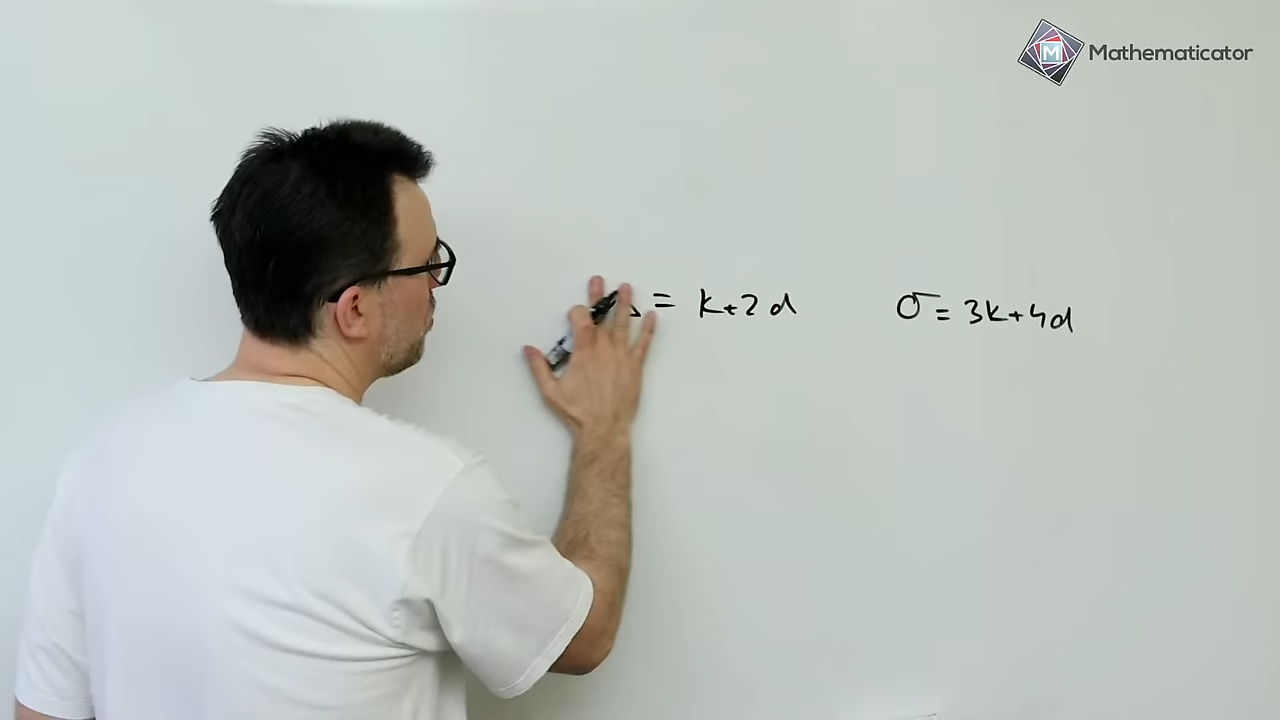 Mathematicator
= k+2d
σ = 3k+4d